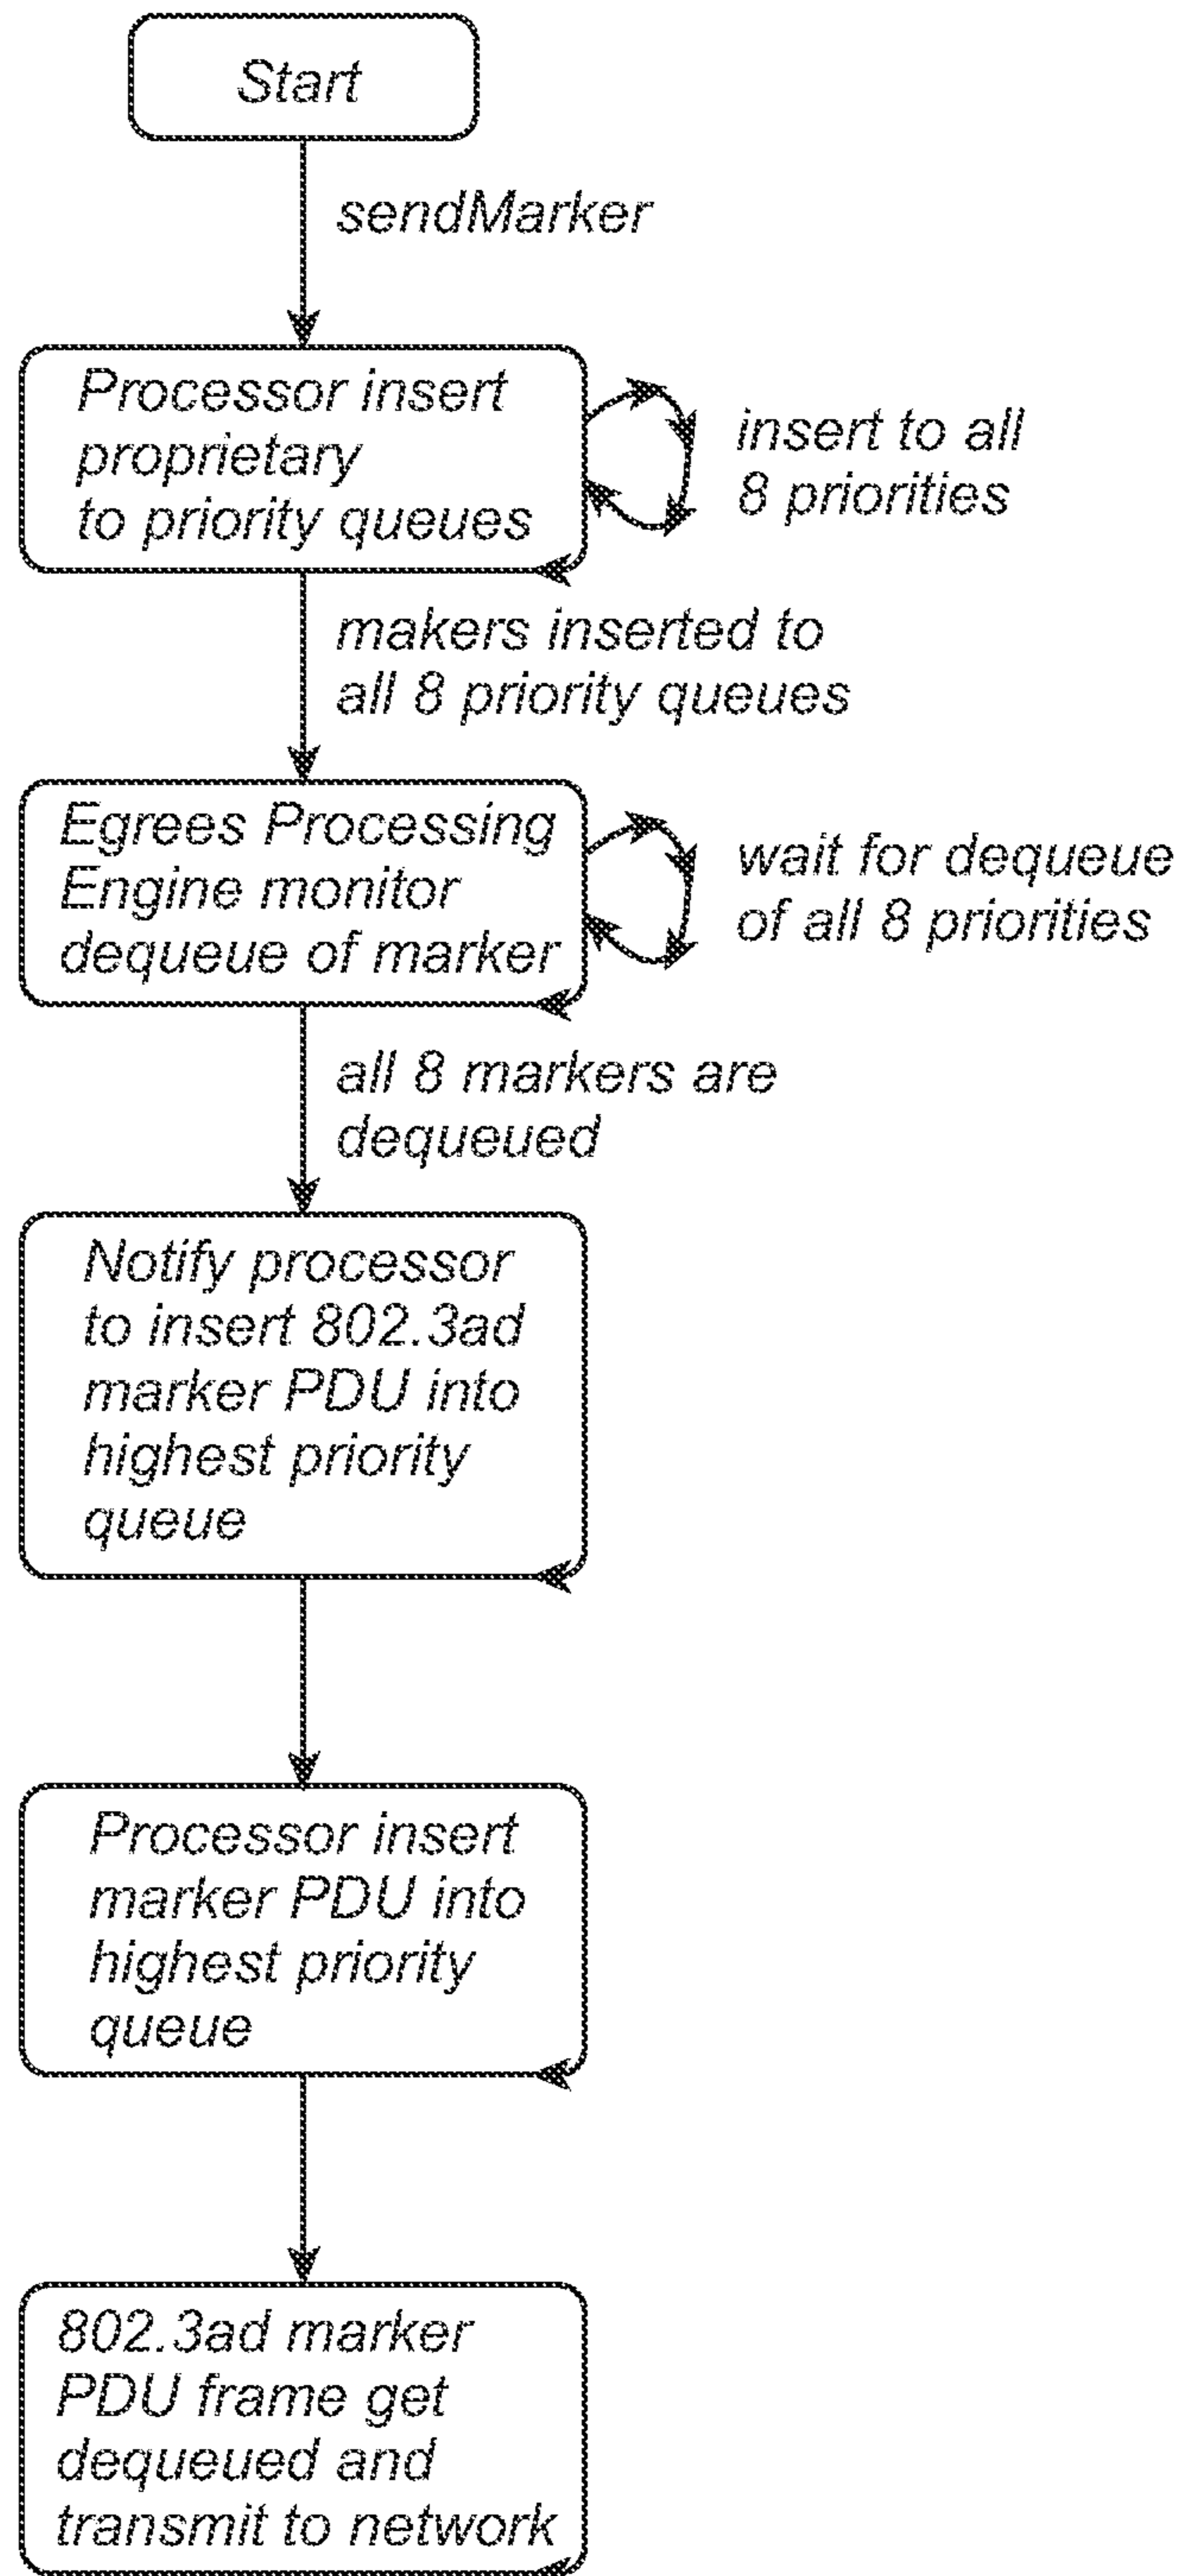 Start
sendMarker
Processor insert
proprietary
to priority queues
insert to all
8 priorities
makers inserted to
all 8 priority queues
Egrees Processing
Engine monitor
dequeue of marker
wait for dequeue
of all 8 priorities
all 8 markers are
dequeued
Notify processor
to insert 802.3ad
marker PDU into
highest priority
queue
Processor insert
marker PDU into
highest priority
queue
802.3ad marker
PDU frame get
dequeued and
transmit to network